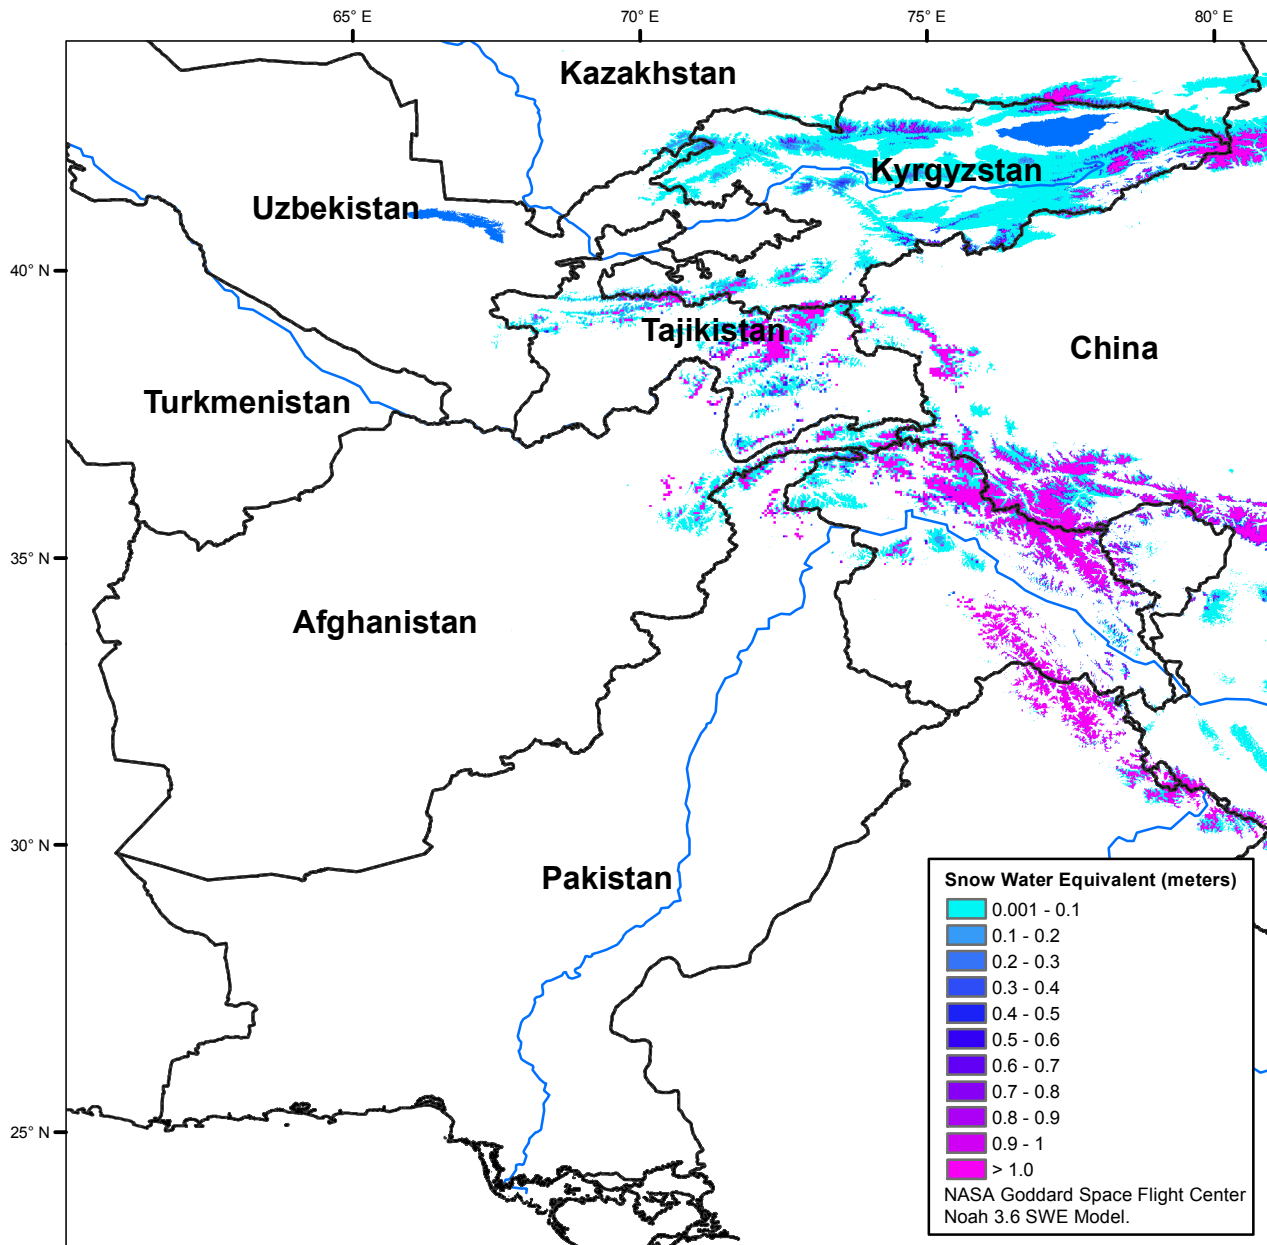 65° E
70° E
75° E
80° E
Kazakhstan
Kyrgyzstan
Uzbekistan
40° N
Tajikistan
China
Turkmenistan
35° N
Afghanistan
30° N
Pakistan
25° N
Snow Water Equivalent (meters)
0.001 - 0.1
0.1 - 0.2
0.2 - 0.3
0.3 - 0.4
0.4 - 0.5
0.5 - 0.6
0.6 - 0.7
0.7 - 0.8
0.8 - 0.9
0.9 - 1
> 1.0
NASA Goddard Space Flight Center
Noah 3.6 SWE Model.